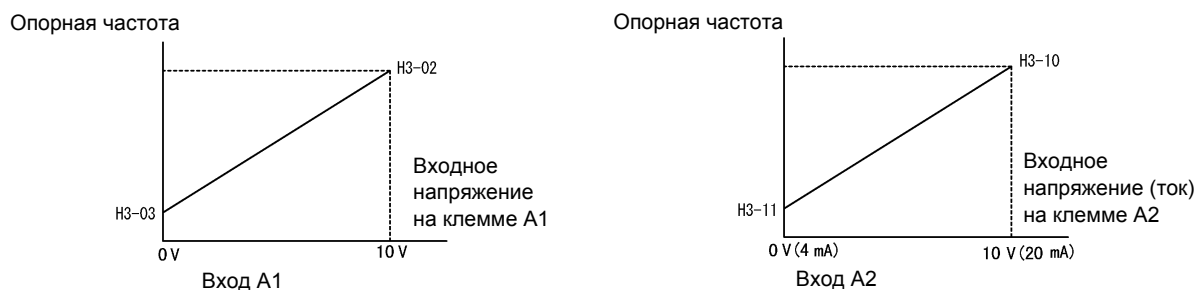 Опорная частота
H3-02
Входное
напряжение
на клемме A1
H3-03
0V
10 V
Вход A1
Опорная частота
H3-10
Входное
напряжение (ток)
на клемме A2
H3-11
0 V (4 mA)
10 V (20 mA)
Вход A2